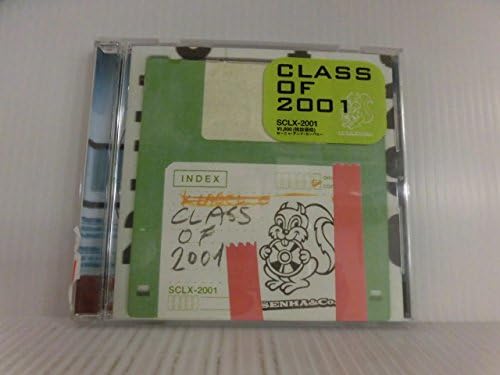 CLASS
OF
2001
SCLX-2001
INDEX
CLASS
OF
2001
SCLX-2001
SENHA&Co.